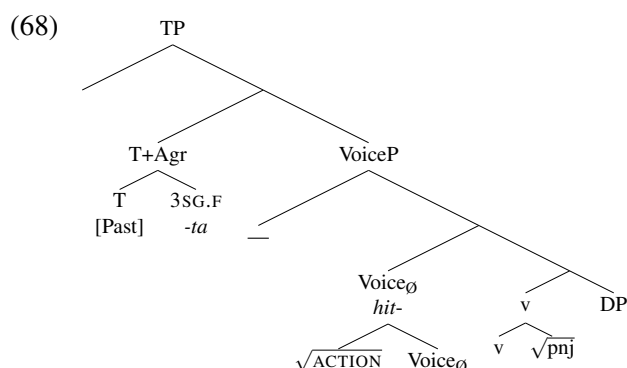 (68)
TP
T+Agr VoiceP
T 3SG.F
[Past] -ta —
Voice∅ v DP
hit-
√ACTION Voice∅ v √pnj